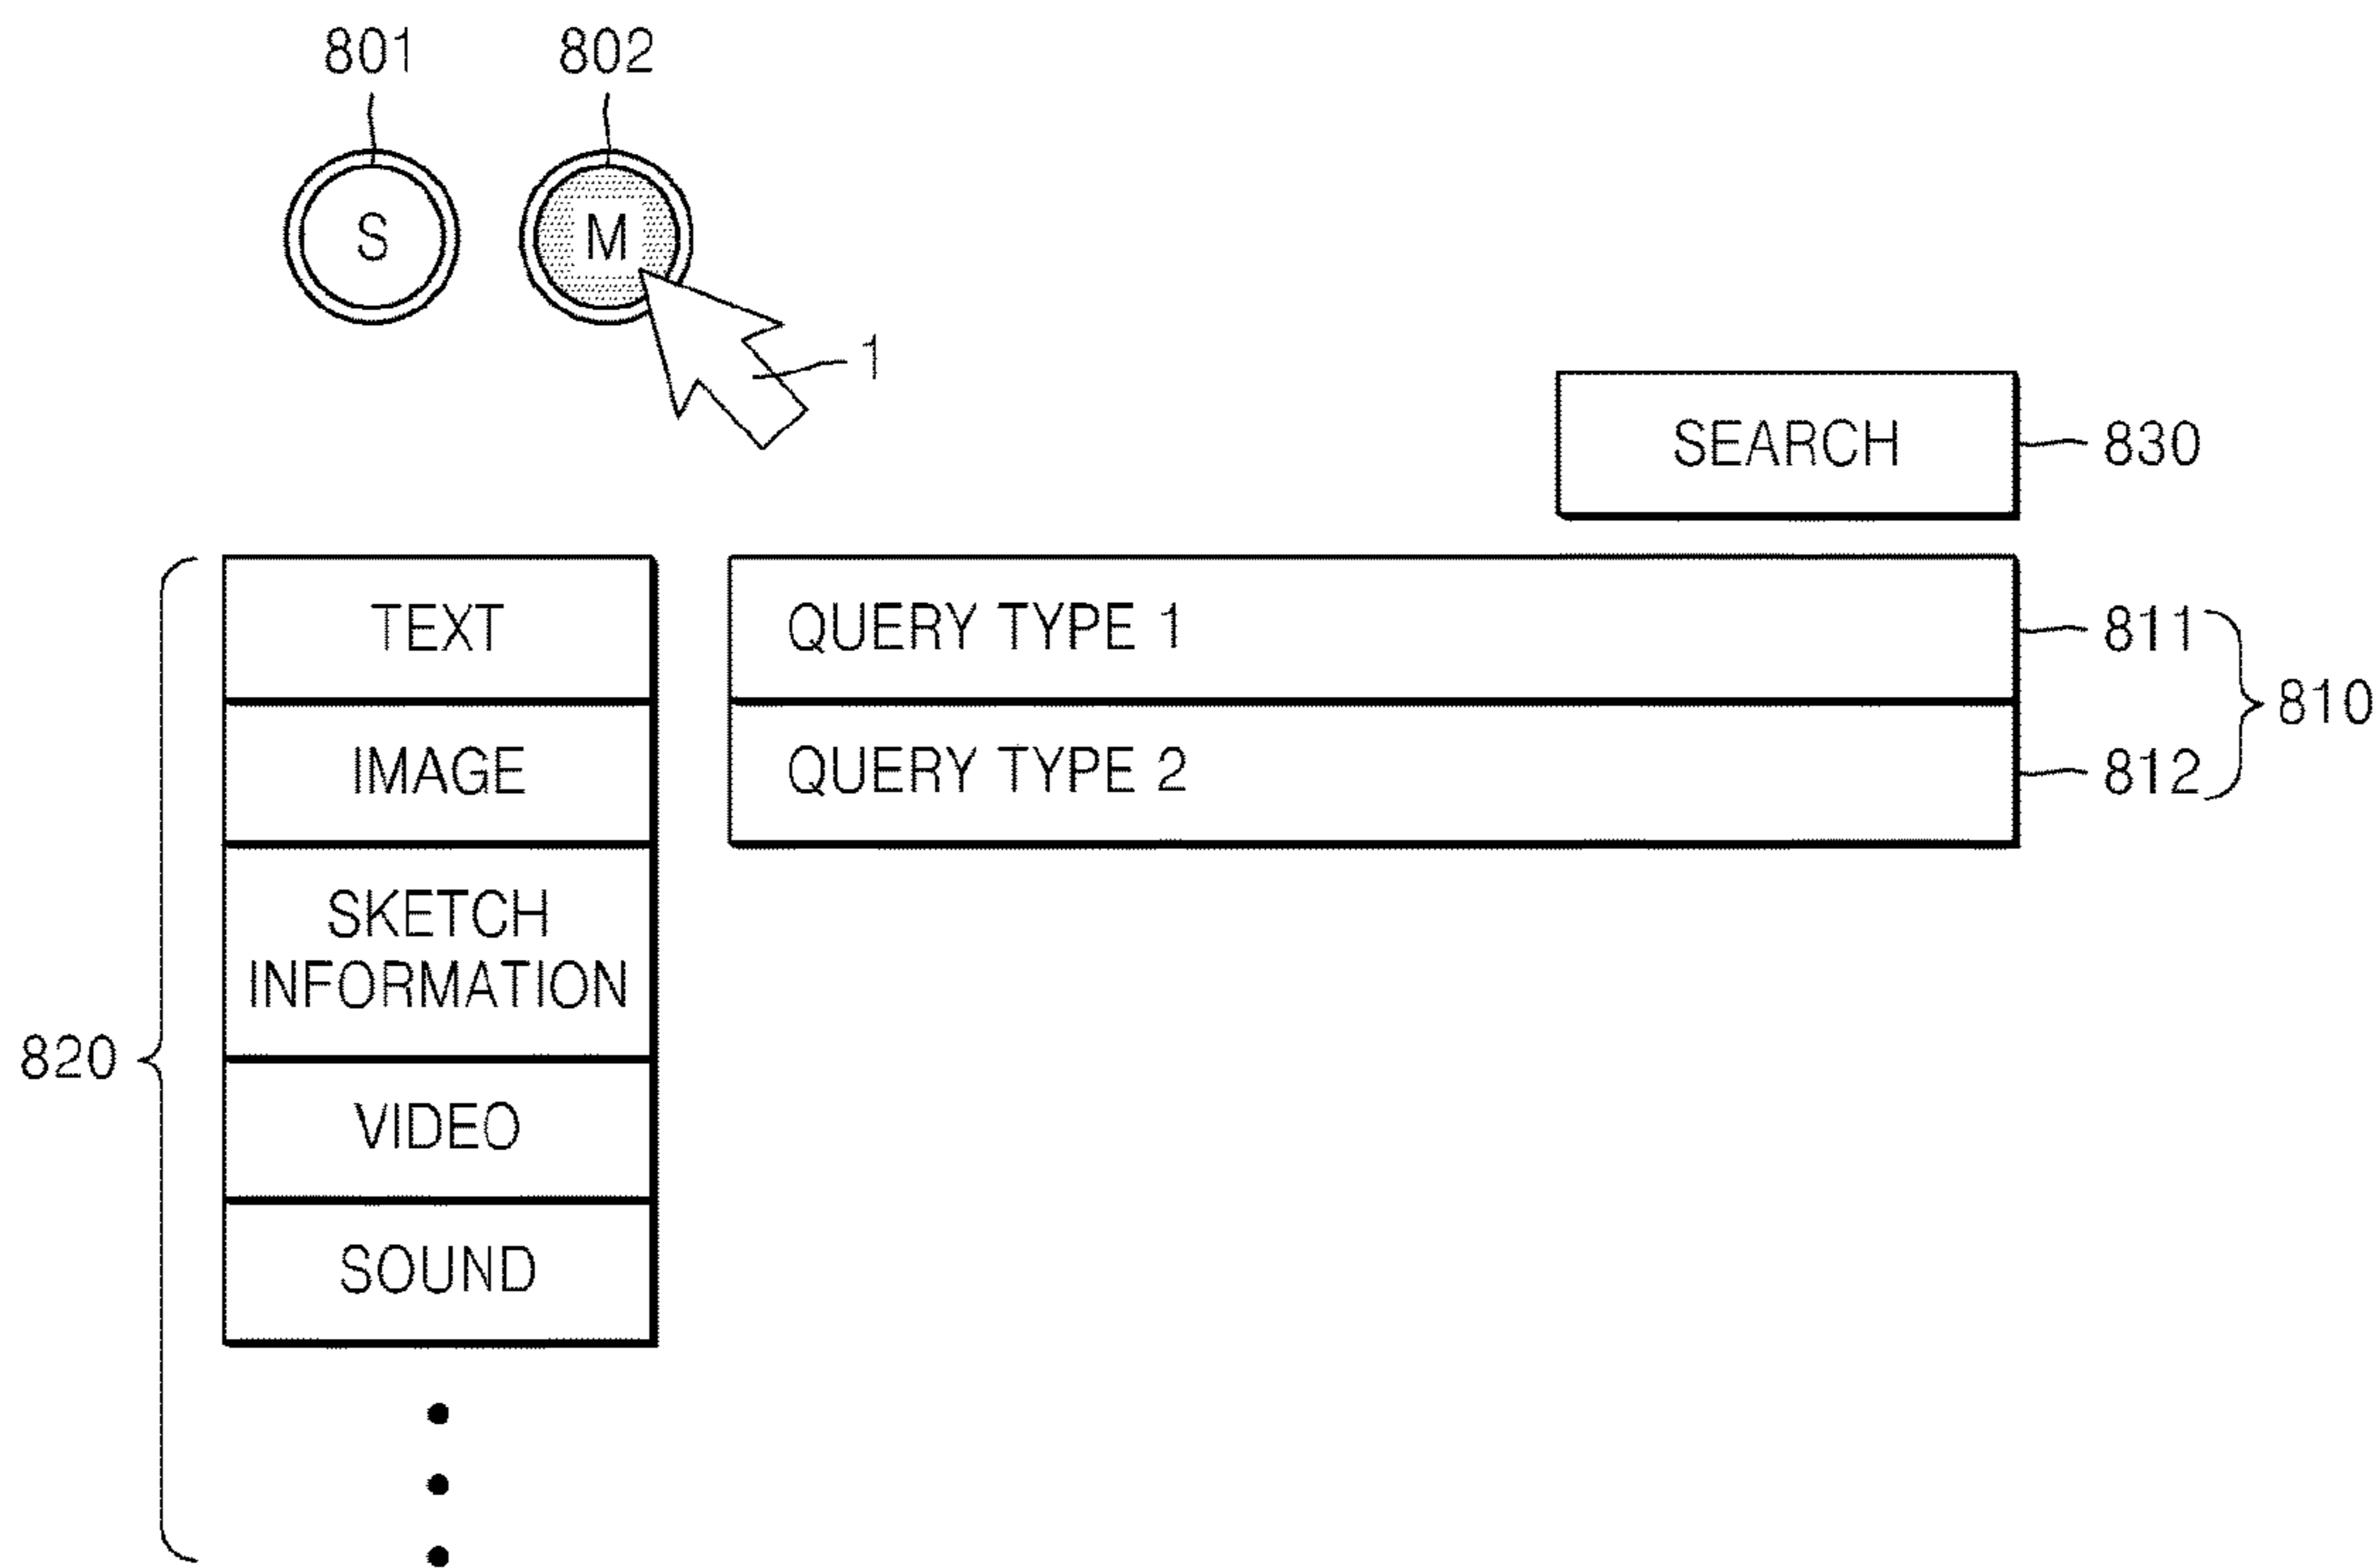 801 802
S M
1
SEARCH 830
TEXT QUERY TYPE 1 811
810
IMAGE QUERY TYPE 2 812
SKETCH
INFORMATION
820
VIDEO
SOUND